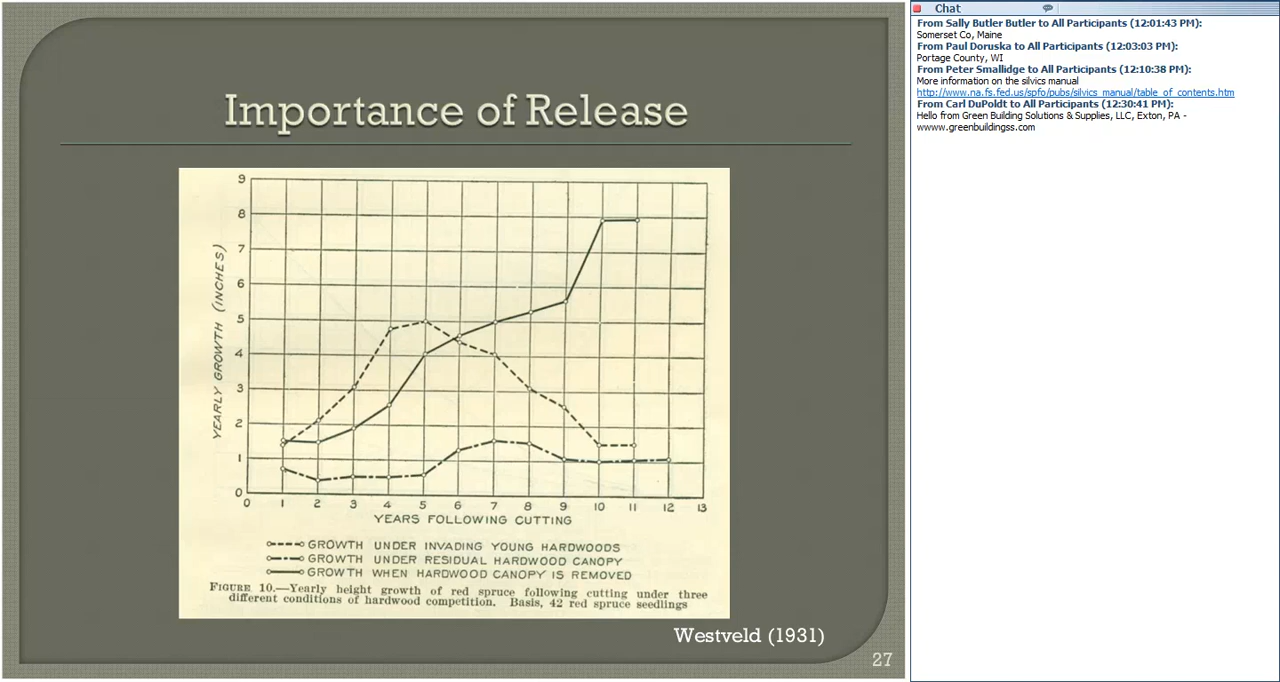 Importance of Release
9
8
7
6
5
4
3
2
1
0
YEARLY GROWTH (INCHES)
0 1 2 3 4 5 6 7 8 9 10 11 12 13
YEARS FOLLOWING CUTTING
GROWTH UNDER INVADING YOUNG HARDWOODS
GROWTH UNDER RESIDUAL HARDWOOD CANOPY
GROWTH WHEN HARDWOOD CANOPY IS REMOVED
FIGURE 10.—Yearly height growth of red spruce following cutting under three
different conditions of hardwood competition. Basis, 42 red spruce seedlings
Westveld (1931)
27
Chat
From Sally Butler Butler to All Participants (12:01:43 PM):
Somerset Co, Maine
From Paul Doruska to All Participants (12:03:03 PM):
Portage County, WI
From Peter Smallidge to All Participants (12:10:38 PM):
More information on the silvics manual
http://www.na.fs.fed.us/spfo/pubs/silvics_manual/table_of_contents.htm
From Carl DuPoldt to All Participants (12:30:41 PM):
Hello from Green Building Solutions & Supplies, LLC, Exton, PA -
wwww.greenbuildingss.com